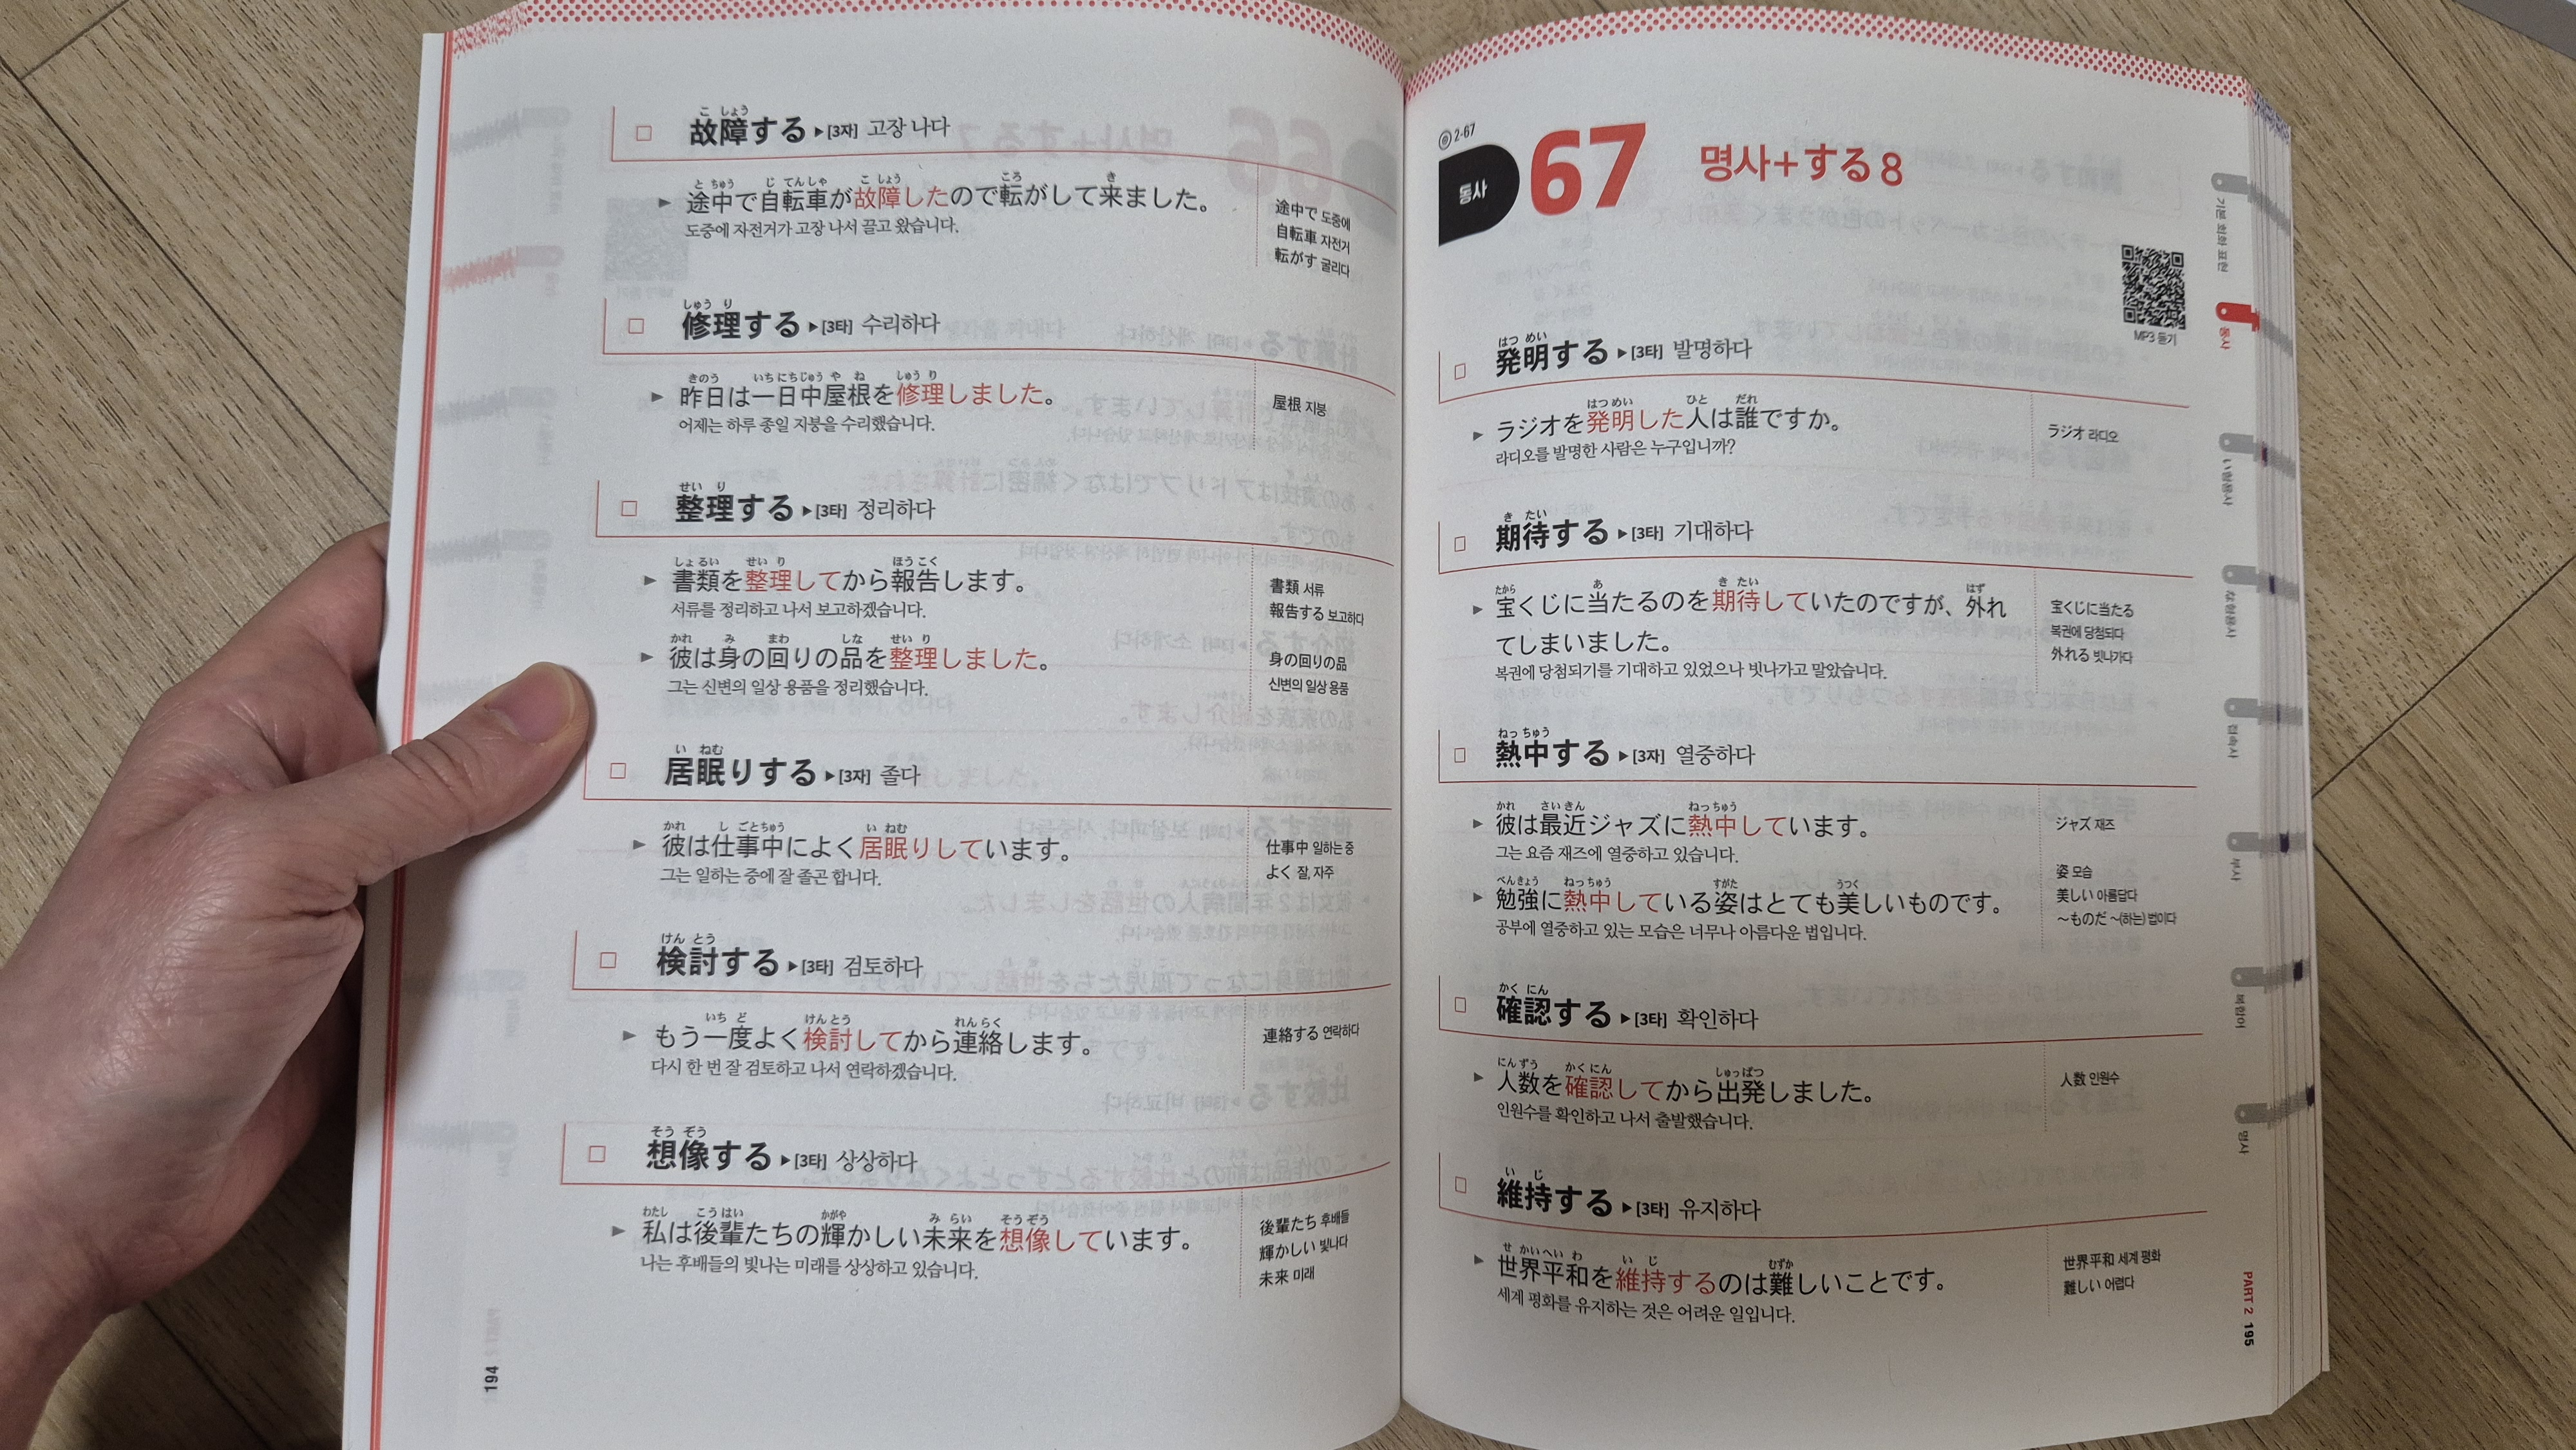 こ しょう
故障する ▶[3자] 고장 나다
と ちゅう じ てんしゃ こ しょう ころ き
▶ 途中で自転車が故障したので転がして来ました。
도중에 자전거가 고장 나서 끌고 왔습니다.
途中で 도중에
自転車 자전거
転がす 굴리다
しゅう り
修理する ▶[3타] 수리하다
きのう いちにちじゅう や ね しゅう り
▶ 昨日は一日中屋根を修理しました。
어제는 하루 종일 지붕을 수리했습니다.
屋根 지붕
せい り
整理する ▶[3타] 정리하다
しょ るい せい り ほう こく
▶ 書類を整理してから報告します。
서류를 정리하고 나서 보고하겠습니다.
書類 서류
報告する 보고하다
かれ み まわ しな せい り
▶ 彼は身の回りの品を整理しました。
그는 신변의 일상 용품을 정리했습니다.
身の回りの品
신변의 일상 용품
い ねむ
居眠りする ▶[3자] 졸다
かれ し ごとちゅう い ねむ
▶ 彼は仕事中によく居眠りしています。
그는 일하는 중에 잘 졸곤 합니다.
仕事中 일하는 중
よく 잘, 자주
けん とう
検討する ▶[3타] 검토하다
いち ど けん とう れん らく
▶ もう一度よく検討してから連絡します。
다시 한 번 잘 검토하고 나서 연락하겠습니다.
連絡する 연락하다
そう ぞう
想像する ▶[3타] 상상하다
わたし こう はい かがや み らい そう ぞう
▶ 私は後輩たちの輝かしい未来を想像しています。
나는 후배들의 빛나는 미래를 상상하고 있습니다.
後輩たち 후배들
輝かしい 빛나다
未来 미래
194
2-67
동사
67 명사+する 8
MP3 듣기
はつ めい
発明する ▶[3타] 발명하다
はつ めい ひと だれ
▶ ラジオを発明した人は誰ですか。
라디오를 발명한 사람은 누구입니까?
ラジオ 라디오
き たい
期待する ▶[3타] 기대하다
たから あ き たい はず
▶ 宝くじに当たるのを期待していたのですが、外れ
てしまいました。
복권에 당첨되기를 기대하고 있었으나 빗나가고 말았습니다.
宝くじに当たる
복권에 당첨되다
外れる 빗나가다
ねっ ちゅう
熱中する ▶[3자] 열중하다
かれ さい きん ねっ ちゅう
▶ 彼は最近ジャズに熱中しています。
그는 요즘 재즈에 열중하고 있습니다.
ジャズ 재즈
べんきょう ねっ ちゅう すがた うつく
▶ 勉強に熱中している姿はとても美しいものです。
공부에 열중하고 있는 모습은 너무나 아름다운 법입니다.
姿 모습
美しい 아름답다
〜ものだ ~(하는) 법이다
かく にん
確認する ▶[3타] 확인하다
にん ずう かく にん しゅっ ぱつ
▶ 人数を確認してから出発しました。
인원수를 확인하고 나서 출발했습니다.
人数 인원수
い じ
維持する ▶[3타] 유지하다
せ かい へい わ い じ むずか
▶ 世界平和を維持するのは難しいことです。
세계 평화를 유지하는 것은 어려운 일입니다.
世界平和 세계 평화
難しい 어렵다
기본 회화 표현
동사
い형용사
な형용사
접속사
부사
복합어
명사
PART 2 195